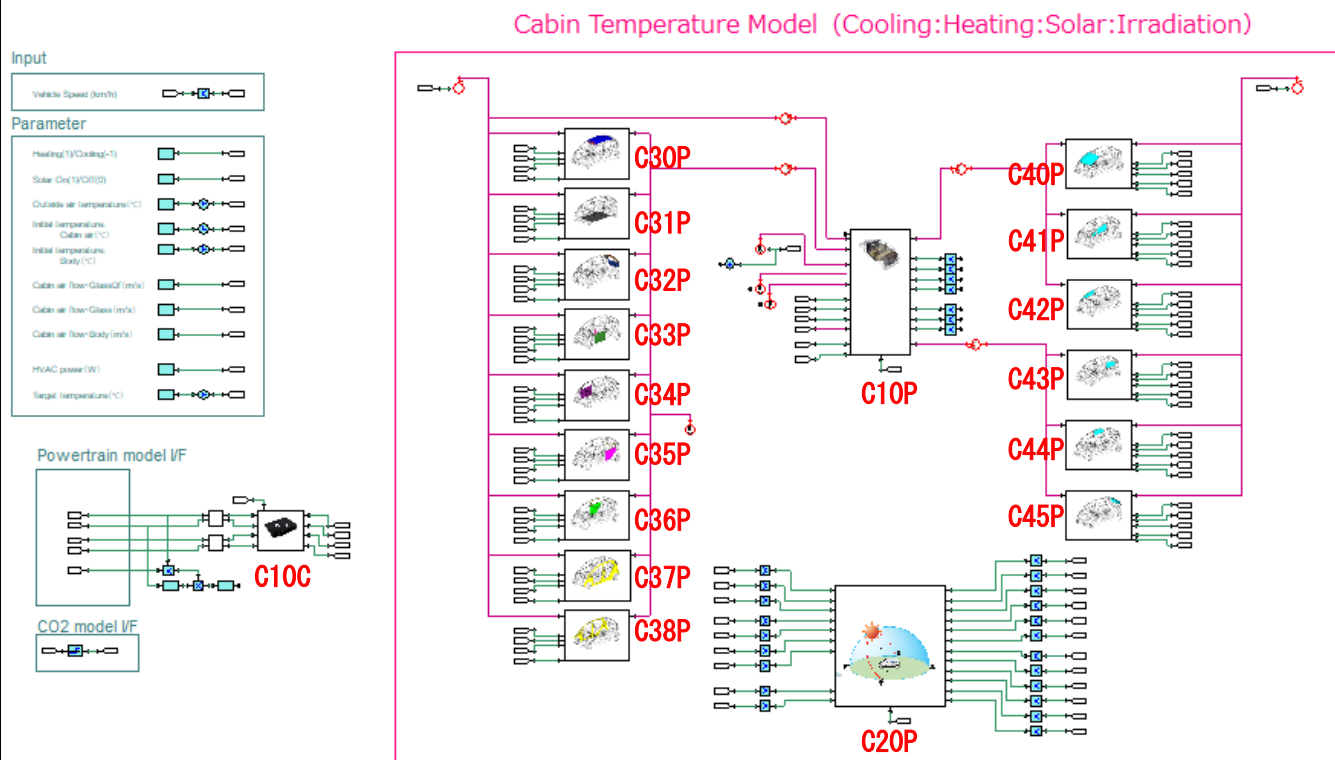 Cabin Temperature Model (Cooling:Heating:Solar:Irradiation)
Input
Vehicle Speed (km/h)
Parameter
Heating(1)/Cooling(-1)
Solar On(1)/Off(0)
Outside air temperature(℃)
Initial temperature:
Cabin air(℃)
Initial temperature:
Body(℃)
Cabin air flow-GlassDf(m/s)
Cabin air flow-Glass(m/s)
Cabin air flow-Body(m/s)
HVAC power(W)
Target temperature(℃)
Powertrain model I/F
C10C
CO2 model I/F
C30P
C31P
C32P
C33P
C34P
C35P
C36P
C37P
C38P
C10P
C20P
C40P
C41P
C42P
C43P
C44P
C45P